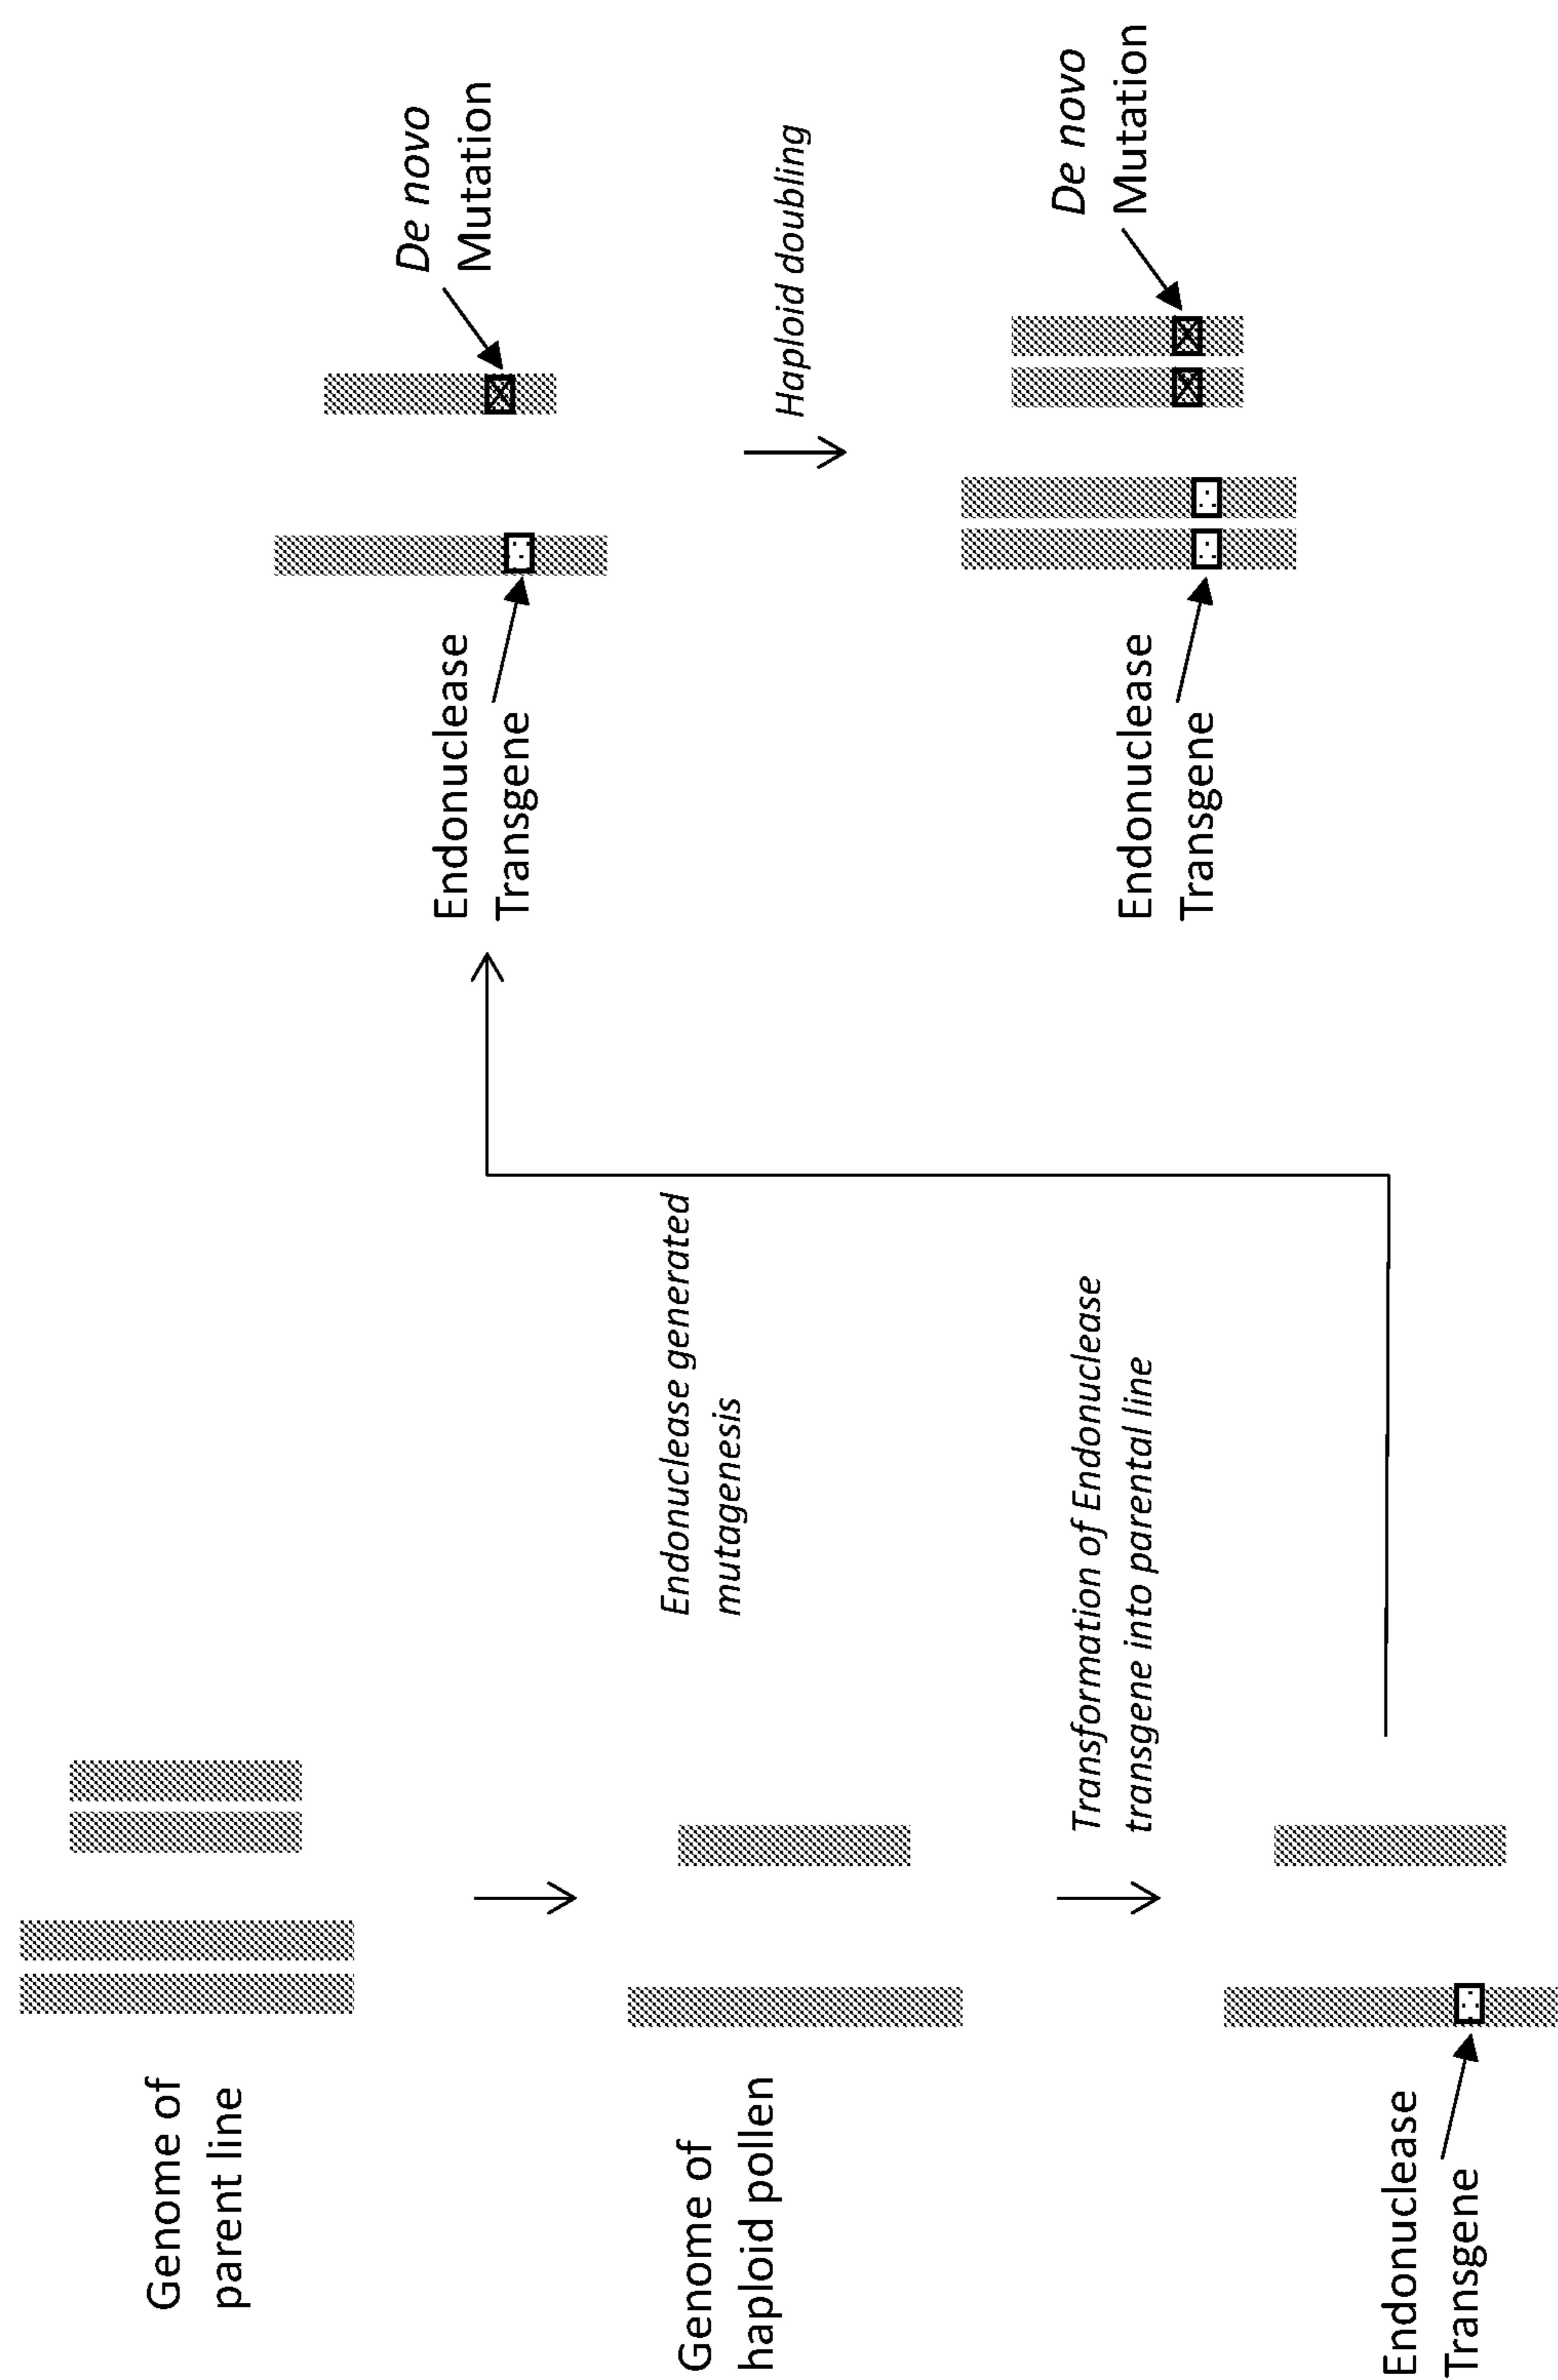 Genome of
parent line
Genome of
haploid pollen
Transformation of Endonuclease
transgene into parental line
Endonuclease
Transgene
Endonuclease generated
mutagenesis
Endonuclease
Transgene
De novo
Mutation
Haploid doubling
Endonuclease
Transgene
De novo
Mutation